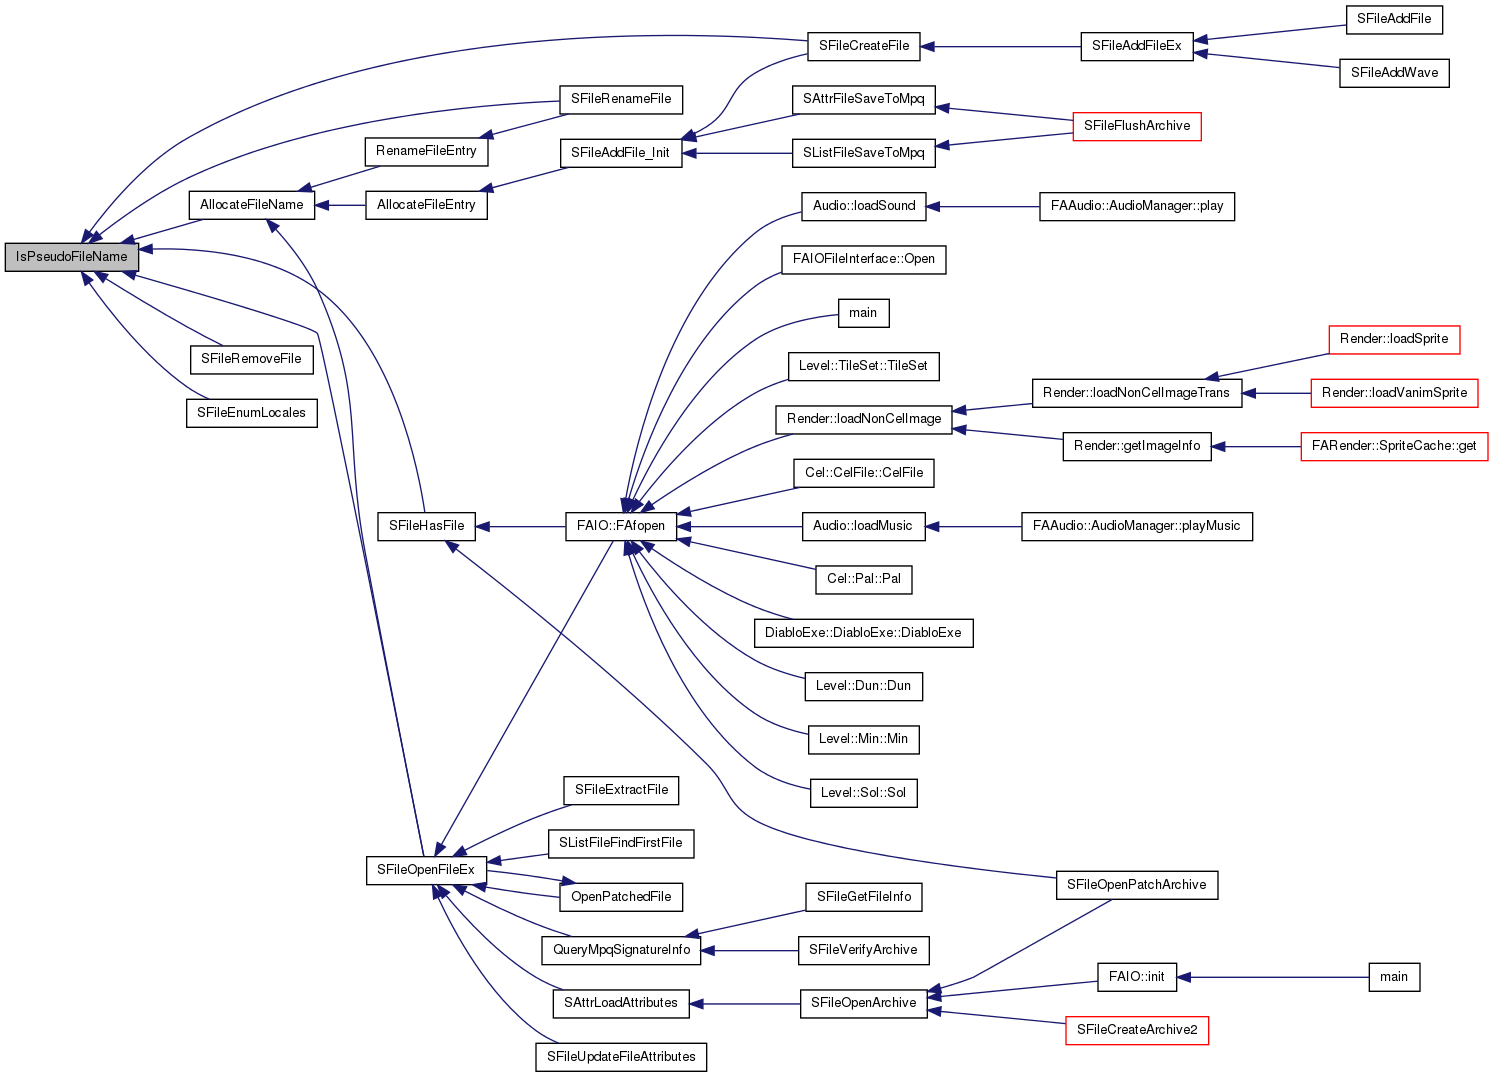 SFileAddFile
SFileCreateFile
SFileAddFileEx
SFileAddWave
SFileRenameFile
SAttrFileSaveToMpq
SFileFlushArchive
RenameFileEntry
SFileAddFile_Init
SListFileSaveToMpq
AllocateFileName
AllocateFileEntry
Audio::loadSound
FAAudio::AudioManager::play
IsPseudoFileName
FAIOFileInterface::Open
main
Render::loadSprite
SFileRemoveFile
Level::TileSet::TileSet
Render::loadNonCelImageTrans
Render::loadVanimSprite
SFileEnumLocales
Render::loadNonCelImage
Render::getImageInfo
FARender::SpriteCache::get
Cel::CelFile::CelFile
SFileHasFile
FAIO::FAfopen
Audio::loadMusic
FAAudio::AudioManager::playMusic
Cel::Pal::Pal
DiabloExe::DiabloExe::DiabloExe
Level::Dun::Dun
Level::Min::Min
SFileExtractFile
Level::Sol::Sol
SListFileFindFirstFile
SFileOpenFileEx
SFileOpenPatchArchive
OpenPatchedFile
SFileGetFileInfo
QueryMpqSignatureInfo
SFileVerifyArchive
FAIO::init
main
SAttrLoadAttributes
SFileOpenArchive
SFileCreateArchive2
SFileUpdateFileAttributes